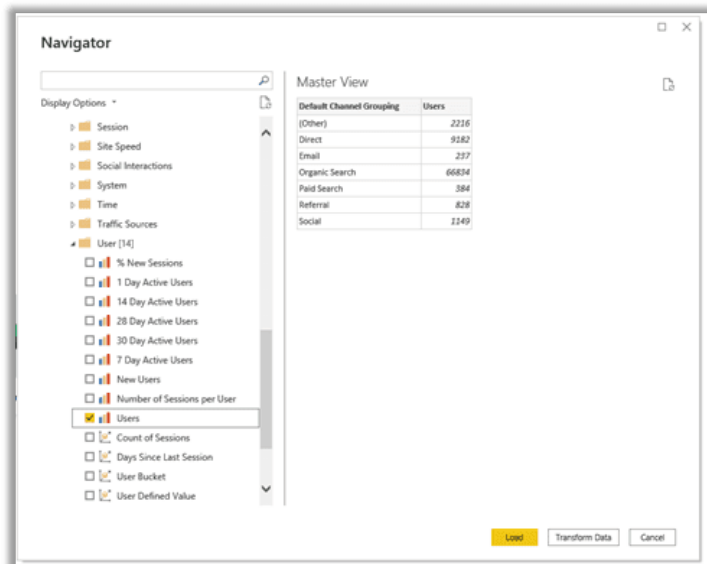 Navigator
Display Options
Session
Site Speed
Social Interactions
System
Time
Traffic Sources
User [14]
% New Sessions
1 Day Active Users
14 Day Active Users
28 Day Active Users
30 Day Active Users
7 Day Active Users
New Users
Number of Sessions per User
Users
Count of Sessions
Days Since Last Session
User Bucket
User Defined Value
Master View
Default Channel Grouping Users
(Other) 2216
Direct 9182
Email 237
Organic Search 66834
Paid Search 384
Referral 828
Social 1149
Load Transform Data Cancel